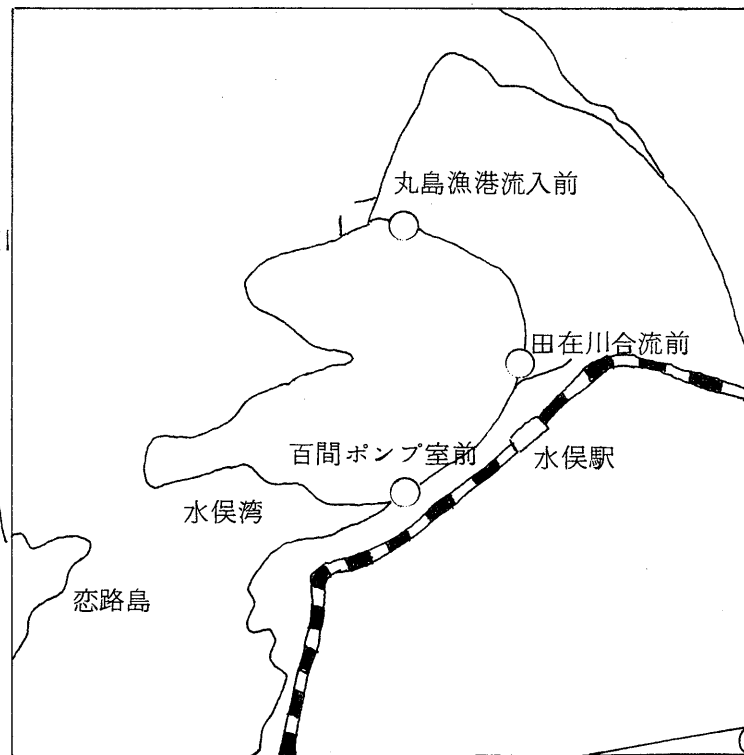 丸島漁港流入前
田在川合流前
百間ポンプ室前
水俣駅
水俣湾
恋路島